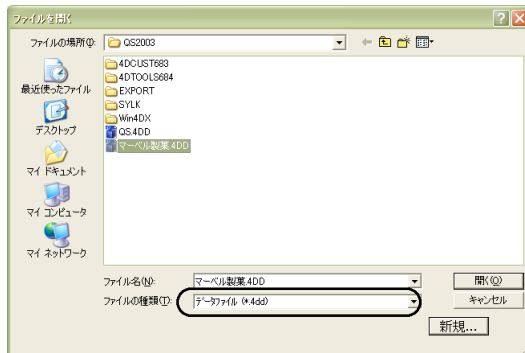 ファイルを開く
ファイルの場所(I):
QS2003
最近使ったファイル
デスクトップ
マイ ドキュメント
マイ コンピュータ
マイ ネットワーク
4DCUST683
4DTOOLS684
EXPORT
SYLK
Win4DX
QS.4DD
マーベル製菓.4DD
ファイル名(N):
マーベル製菓.4DD
開く(O)
ファイルの種類(T):
データファイル (*.4dd)
キャンセル
新規...